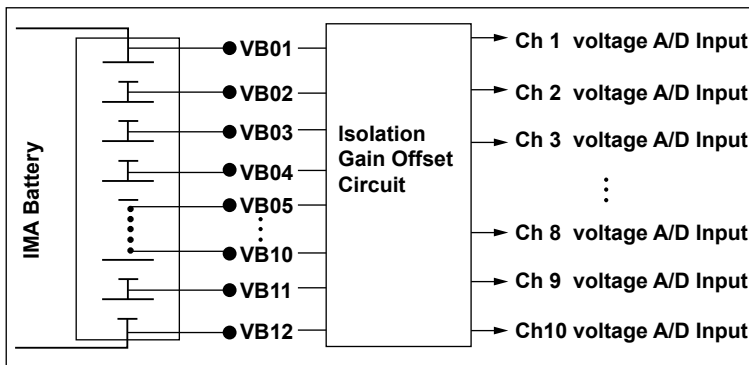 IMA Battery
VB01
VB02
VB03
VB04
VB05
VB10
VB11
VB12
Isolation
Gain Offset
Circuit
Ch 1 voltage A/D Input
Ch 2 voltage A/D Input
Ch 3 voltage A/D Input
Ch 8 voltage A/D Input
Ch 9 voltage A/D Input
Ch10 voltage A/D Input